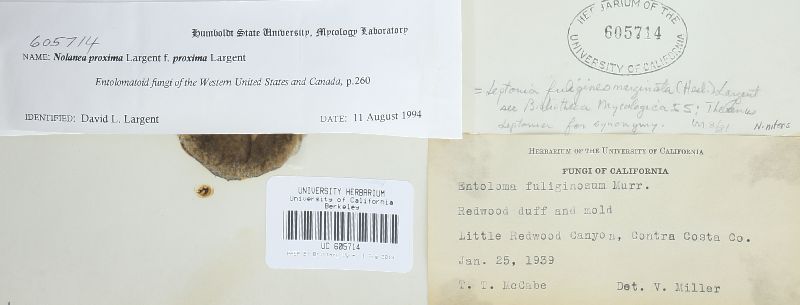 605714
Humboldt State University, Mycology Laboratory
NAME: Nolanea proxima Largent f. proxima Largent
Entolomatoid fungi of the Western United States and Canada, p.260
IDENTIFIED: David L. Largent DATE: 11 August 1994
HERBARIUM OF THE
605714
UNIVERSITY OF CALIFORNIA
= Leptonia fuligineomarginata Largent
see Bibliotheca Mycologica 55;
Leptonias for synonymy.
HERBARIUM OF THE UNIVERSITY OF CALIFORNIA
FUNGI OF CALIFORNIA
Entoloma fuliginosum Murr.
Redwood duff and mold
Little Redwood Canyon, Contra Costa Co.
Jan. 25, 1939
T. T. McCabe Det. V. Miller
UNIVERSITY HERBARIUM
University of California
Berkeley
UC 605714